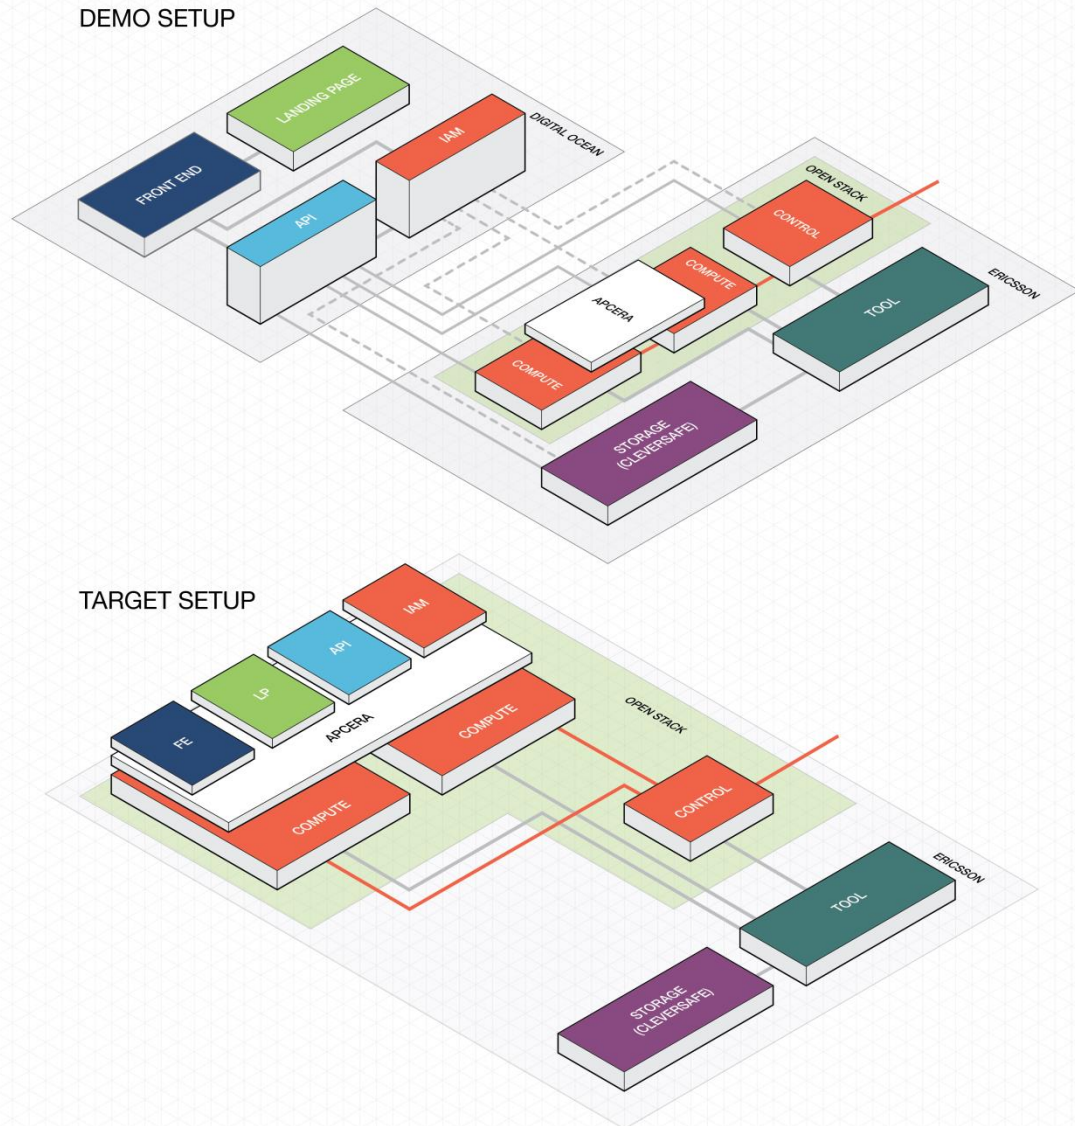 DEMO SETUP
LANDING PAGE
IAM
DIGITAL OCEAN
FRONT END
API
OPEN STACK
CONTROL
COMPUTE
ERICSSON
APCERA
TOOL
COMPUTE
STORAGE
(CLEVERSAFE)
TARGET SETUP
IAM
API
LP
APCERA
FE
COMPUTE
OPEN STACK
COMPUTE
CONTROL
ERICSSON
TOOL
STORAGE
(CLEVERSAFE)